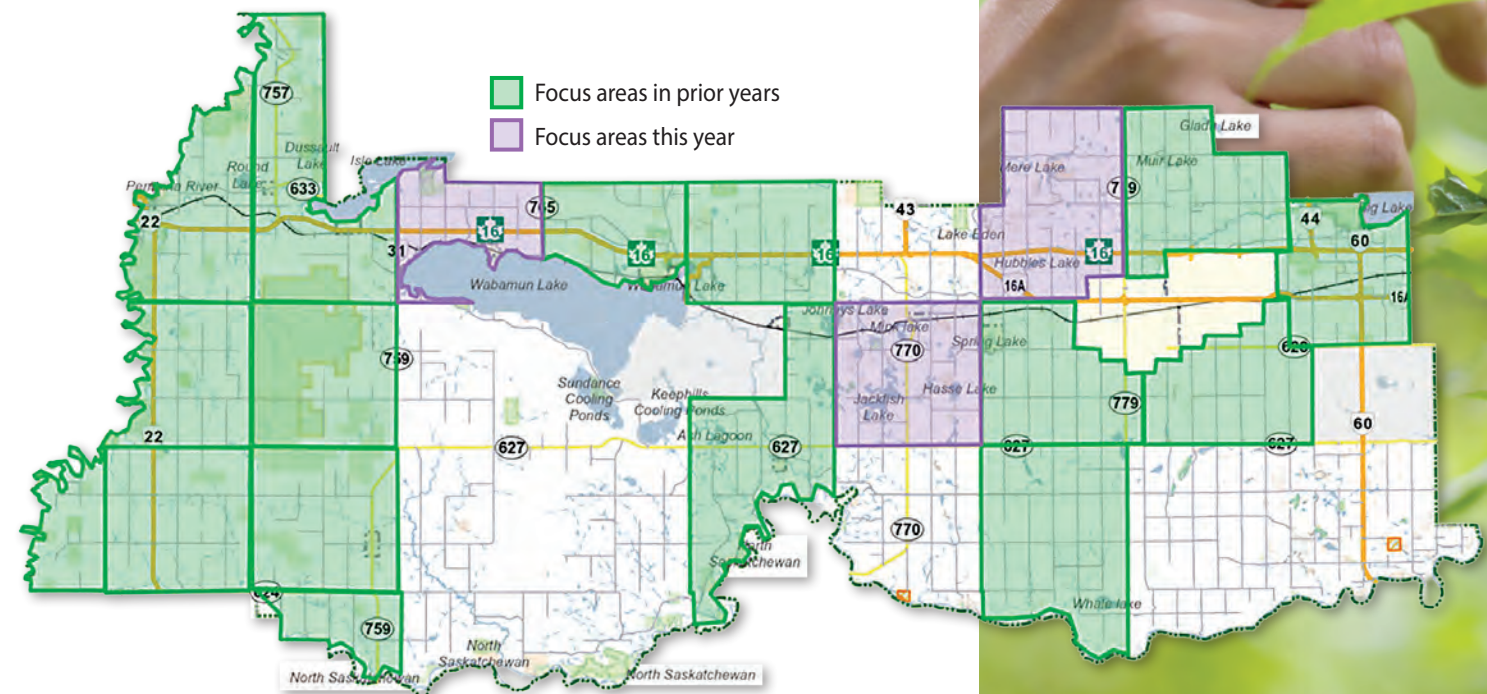 Focus areas in prior years
Focus areas this year
757
Dussault
Lake
Isle Lake
Round
Lake
633
Pembina River
22
31
16
765
16
16
43
Lake Eden
Mere Lake
779
Muir Lake
Hubbles Lake
16
16A
44
60
16A
Wabamun Lake
Wabamun Lake
Johnnys Lake
Mink lake
770
Spring Lake
628
759
Sundance
Cooling
Ponds
Keephills
Cooling Ponds
Ash Lagoon
Jackfish
Lake
Hasse Lake
779
22
627
627
627
627
60
770
North
Saskatchewan
624
759
Whale lake
North
Saskatchewan
North Saskatchewan
North Saskatchewan